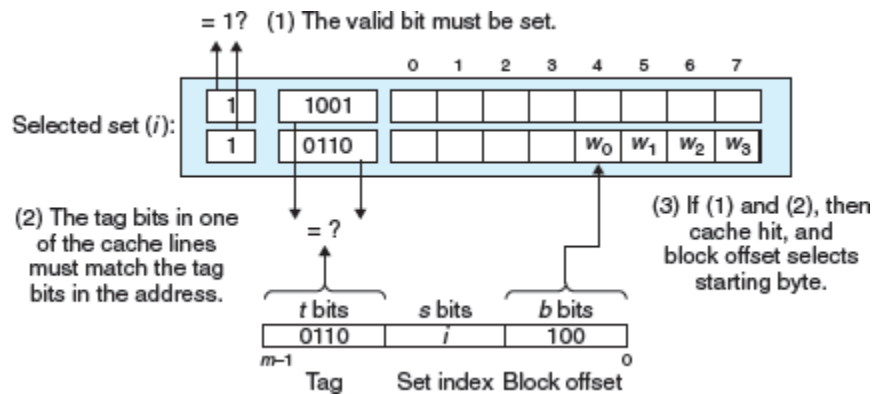 = 1? (1) The valid bit must be set.
0 1 2 3 4 5 6 7
1 1001
Selected set (i):
1 0110 w0 w1 w2 w3
(2) The tag bits in one
of the cache lines
must match the tag
bits in the address.
= ?
(3) If (1) and (2), then
cache hit, and
block offset selects
starting byte.
t bits s bits b bits
0110 i 100
m–1 0
Tag Set index Block offset